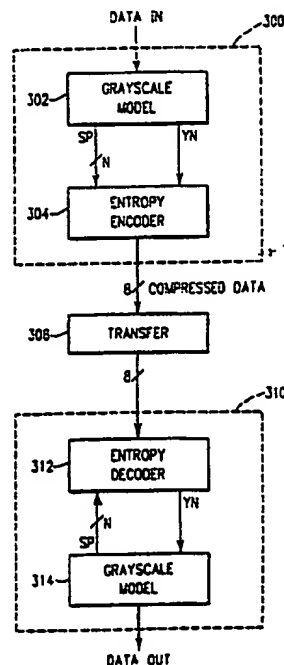 DATA IN
300
302
GRAYSCALE
MODEL
SP
N
YN
304
ENTROPY
ENCODER
8
COMPRESSED DATA
308
TRANSFER
8
310
312
ENTROPY
DECODER
N
YN
SP
314
GRAYSCALE
MODEL
DATA OUT